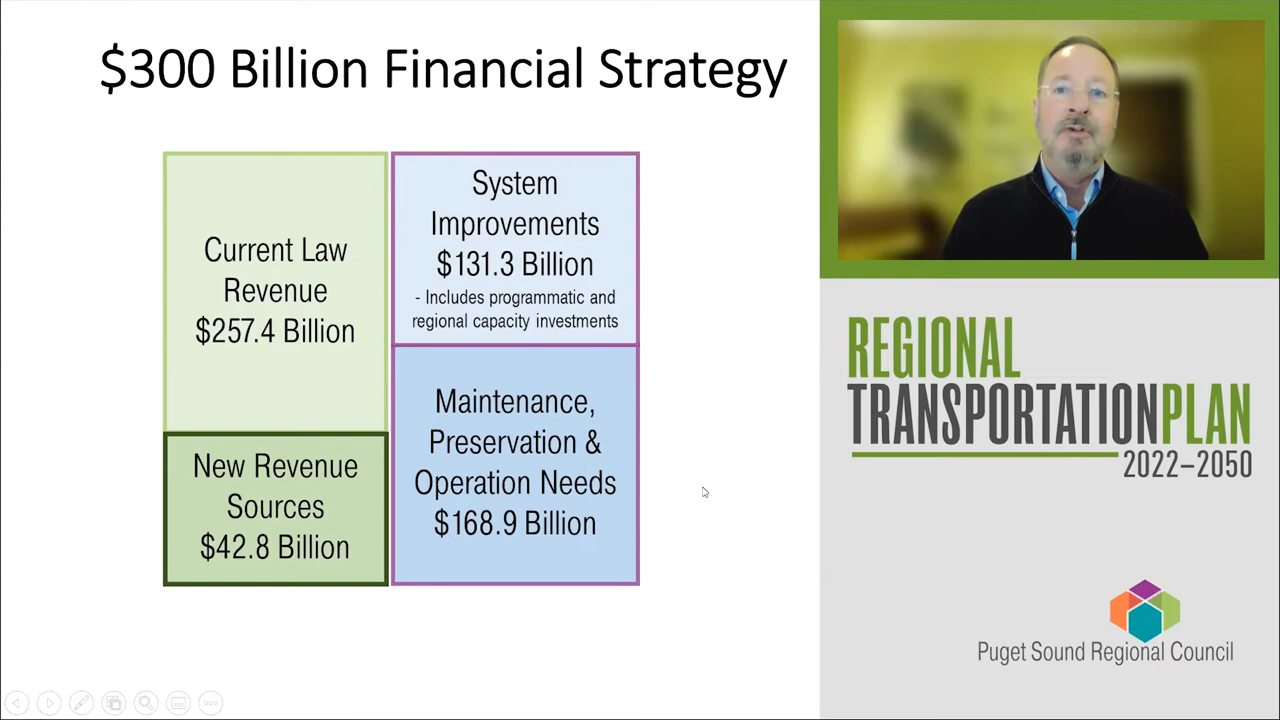 $300 Billion Financial Strategy
Current Law
Revenue
$257.4 Billion
New Revenue
Sources
$42.8 Billion
System
Improvements
$131.3 Billion
- Includes programmatic and
regional capacity investments
Maintenance,
Preservation &
Operation Needs
$168.9 Billion
REGIONAL
TRANSPORTATIONPLAN
2022–2050
Puget Sound Regional Council